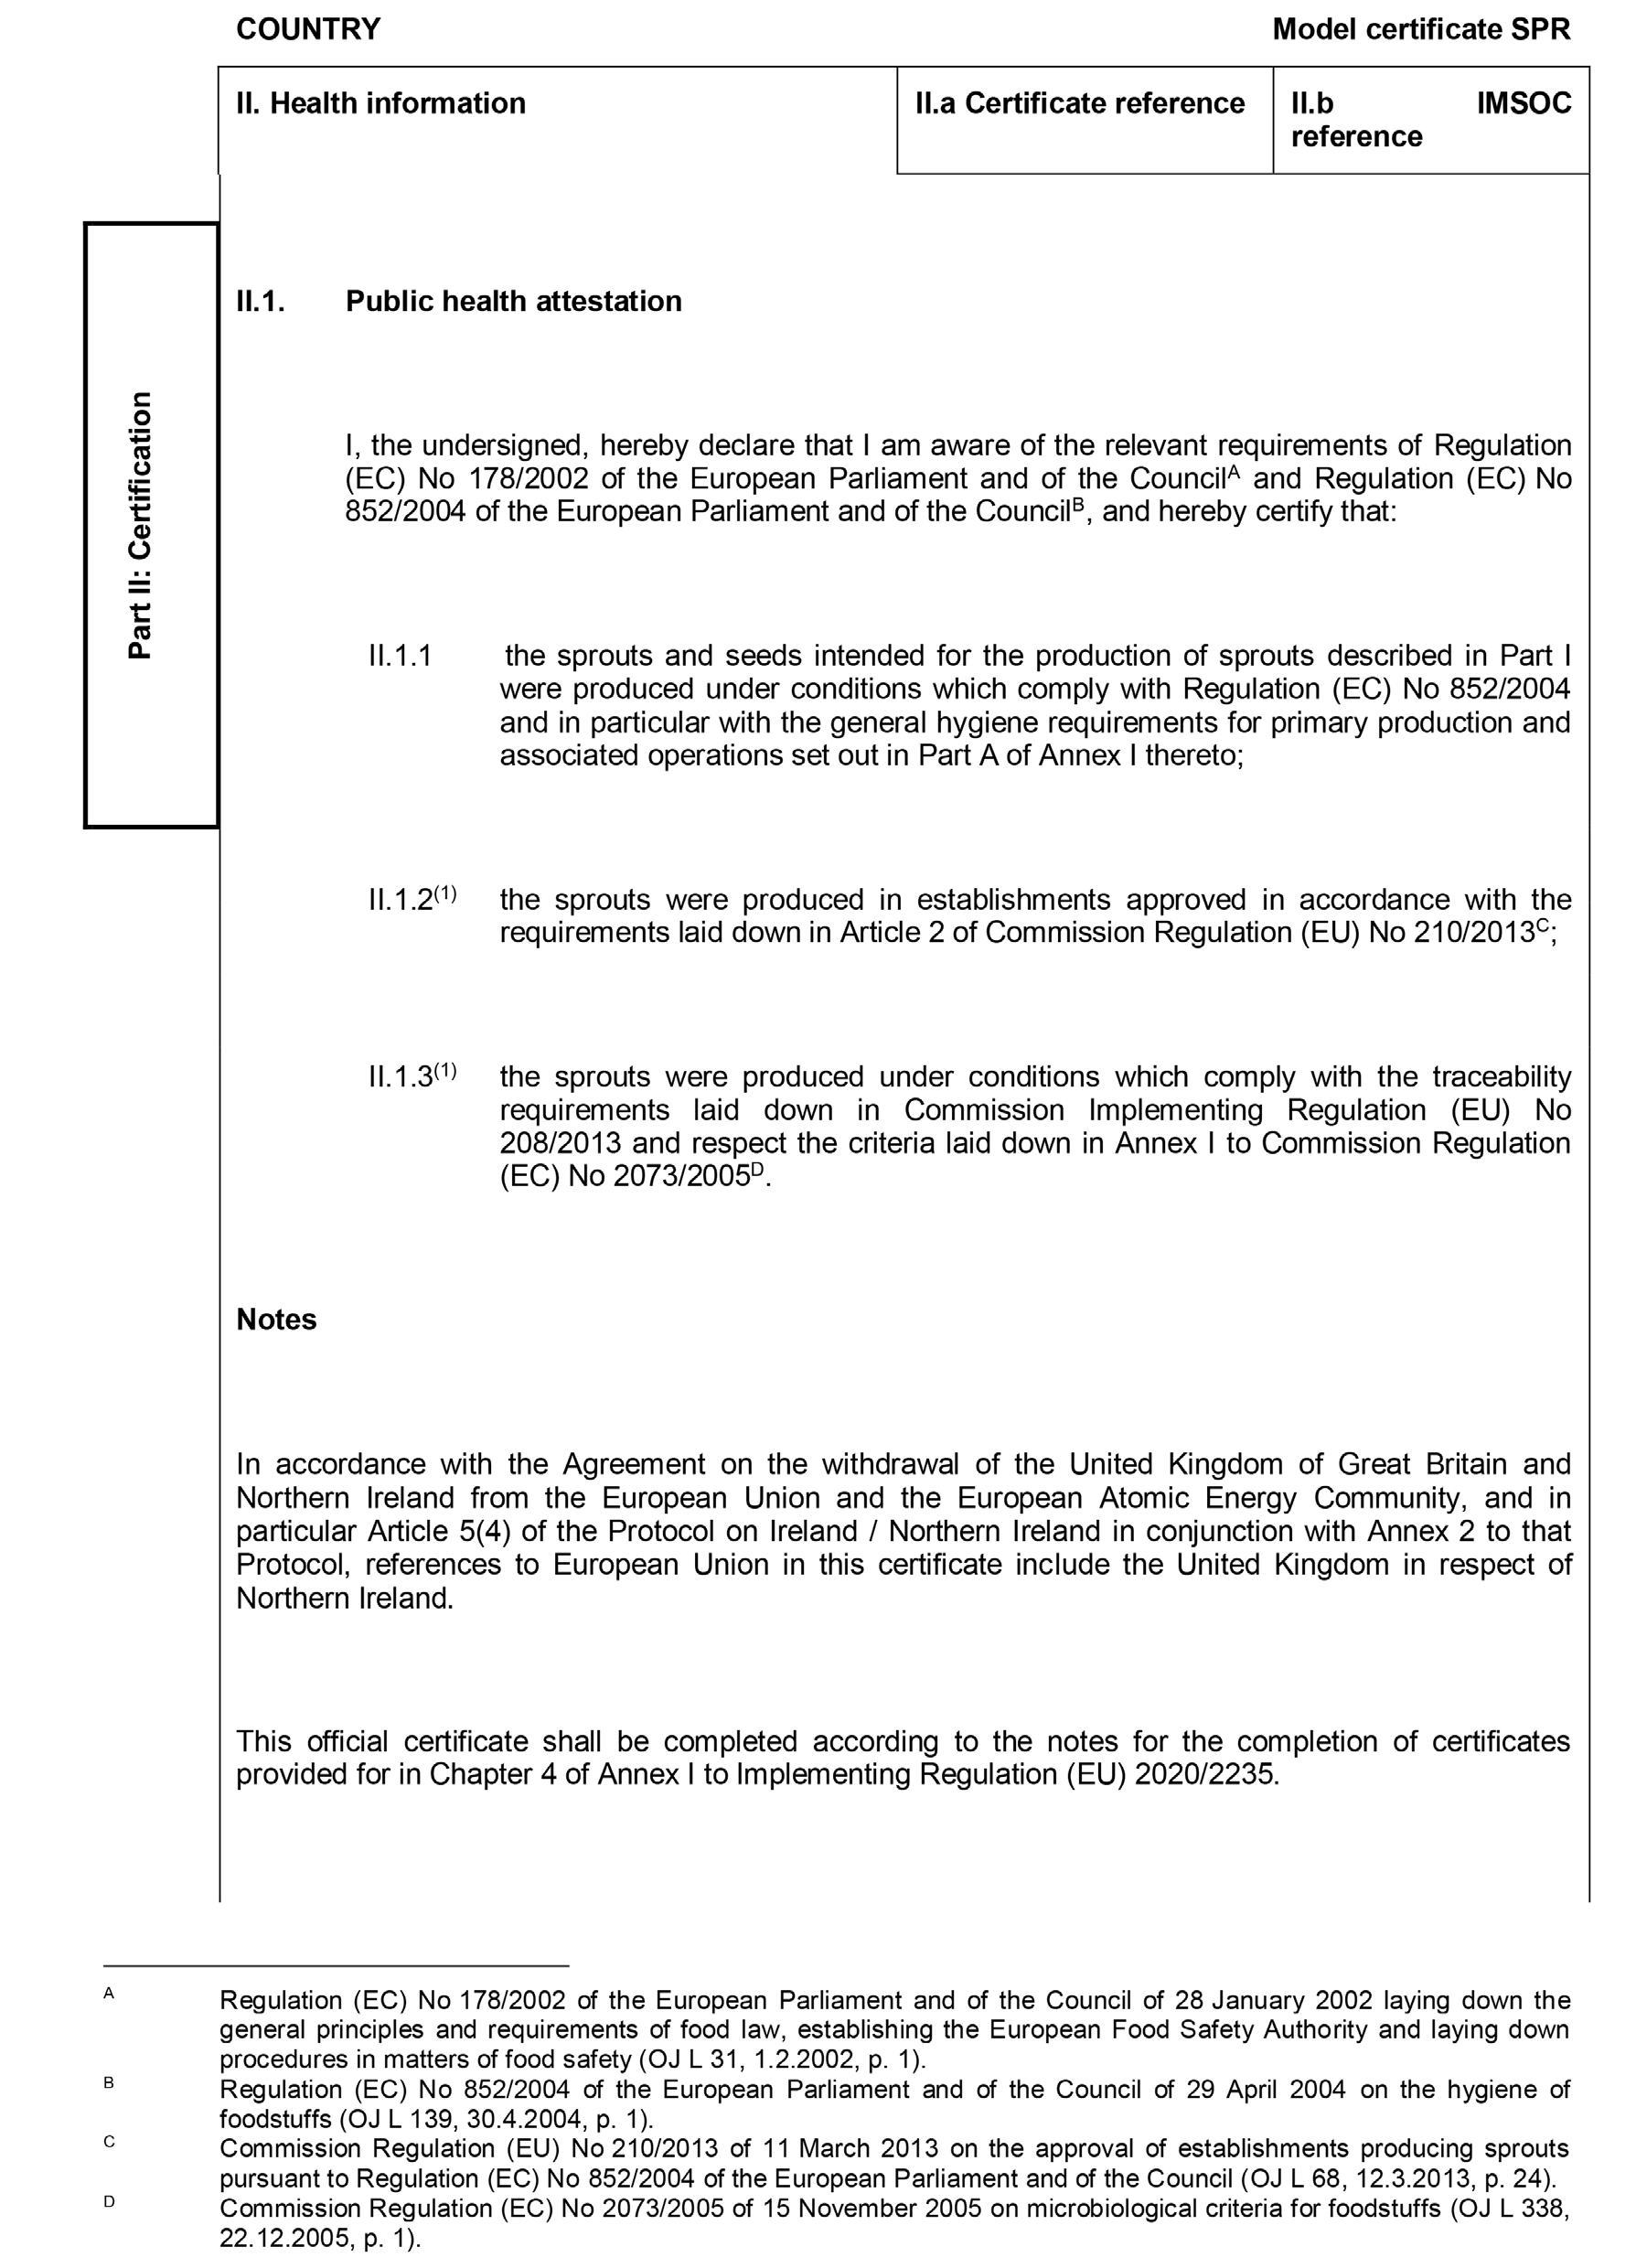 COUNTRY Model certificate SPR
II. Health information II.a Certificate reference II.b IMSOC
reference
Part II: Certification
II.1. Public health attestation
I, the undersigned, hereby declare that I am aware of the relevant requirements of Regulation
(EC) No 178/2002 of the European Parliament and of the Councilᴬ and Regulation (EC) No
852/2004 of the European Parliament and of the Councilᴮ, and hereby certify that:
II.1.1 the sprouts and seeds intended for the production of sprouts described in Part I
were produced under conditions which comply with Regulation (EC) No 852/2004
and in particular with the general hygiene requirements for primary production and
associated operations set out in Part A of Annex I thereto;
II.1.2⁽¹⁾ the sprouts were produced in establishments approved in accordance with the
requirements laid down in Article 2 of Commission Regulation (EU) No 210/2013ᶜ;
II.1.3⁽¹⁾ the sprouts were produced under conditions which comply with the traceability
requirements laid down in Commission Implementing Regulation (EU) No
208/2013 and respect the criteria laid down in Annex I to Commission Regulation
(EC) No 2073/2005ᴰ.
Notes
In accordance with the Agreement on the withdrawal of the United Kingdom of Great Britain and
Northern Ireland from the European Union and the European Atomic Energy Community, and in
particular Article 5(4) of the Protocol on Ireland / Northern Ireland in conjunction with Annex 2 to that
Protocol, references to European Union in this certificate include the United Kingdom in respect of
Northern Ireland.
This official certificate shall be completed according to the notes for the completion of certificates
provided for in Chapter 4 of Annex I to Implementing Regulation (EU) 2020/2235.
A Regulation (EC) No 178/2002 of the European Parliament and of the Council of 28 January 2002 laying down the
general principles and requirements of food law, establishing the European Food Safety Authority and laying down
procedures in matters of food safety (OJ L 31, 1.2.2002, p. 1).
B Regulation (EC) No 852/2004 of the European Parliament and of the Council of 29 April 2004 on the hygiene of
foodstuffs (OJ L 139, 30.4.2004, p. 1).
C Commission Regulation (EU) No 210/2013 of 11 March 2013 on the approval of establishments producing sprouts
pursuant to Regulation (EC) No 852/2004 of the European Parliament and of the Council (OJ L 68, 12.3.2013, p. 24).
D Commission Regulation (EC) No 2073/2005 of 15 November 2005 on microbiological criteria for foodstuffs (OJ L 338,
22.12.2005, p. 1).